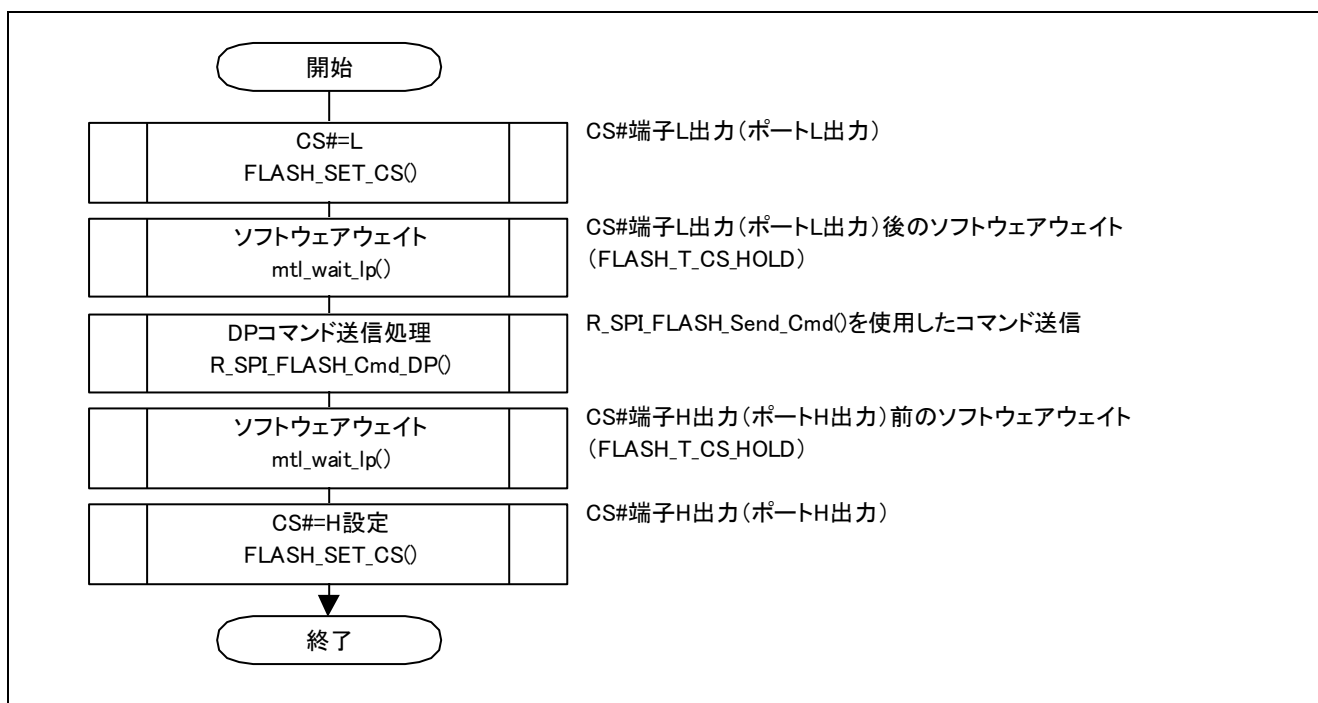 開始
CS#=L
FLASH_SET_CS()
CS#端子L出力(ポートL出力)
ソフトウェアウェイト
mtl_wait_lp()
CS#端子L出力(ポートL出力)後のソフトウェアウェイト
(FLASH_T_CS_HOLD)
DPコマンド送信処理
R_SPI_FLASH_Cmd_DP()
R_SPI_FLASH_Send_Cmd()を使用したコマンド送信
ソフトウェアウェイト
mtl_wait_lp()
CS#端子H出力(ポートH出力)前のソフトウェアウェイト
(FLASH_T_CS_HOLD)
CS#=H設定
FLASH_SET_CS()
CS#端子H出力(ポートH出力)
終了